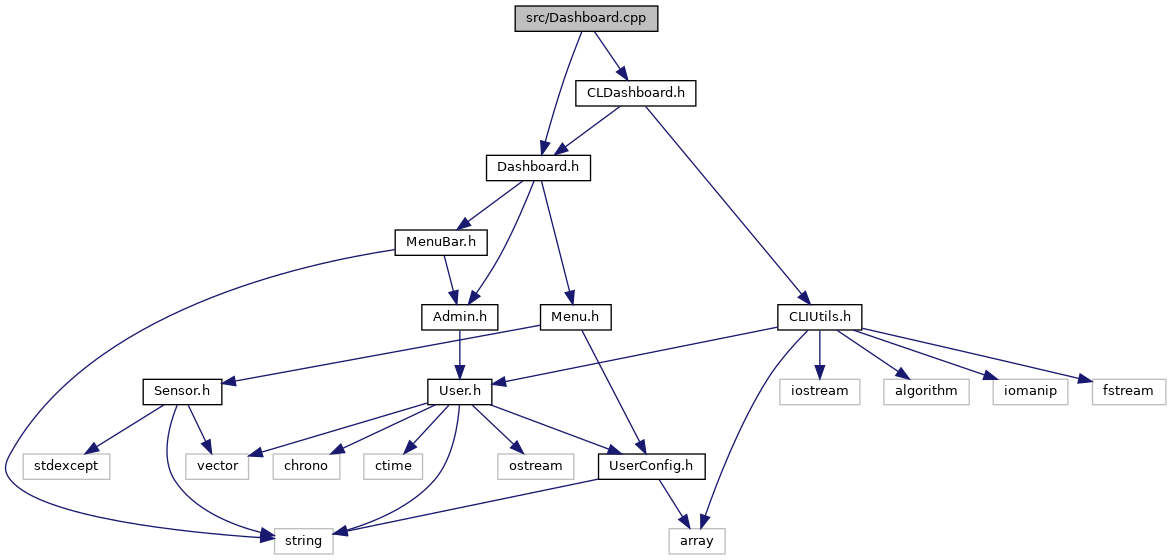 src/Dashboard.cpp
CLDashboard.h
Dashboard.h
MenuBar.h
Admin.h
Menu.h
CLIUtils.h
Sensor.h
User.h
iostream
algorithm
iomanip
fstream
stdexcept
vector
chrono
ctime
ostream
UserConfig.h
string
array